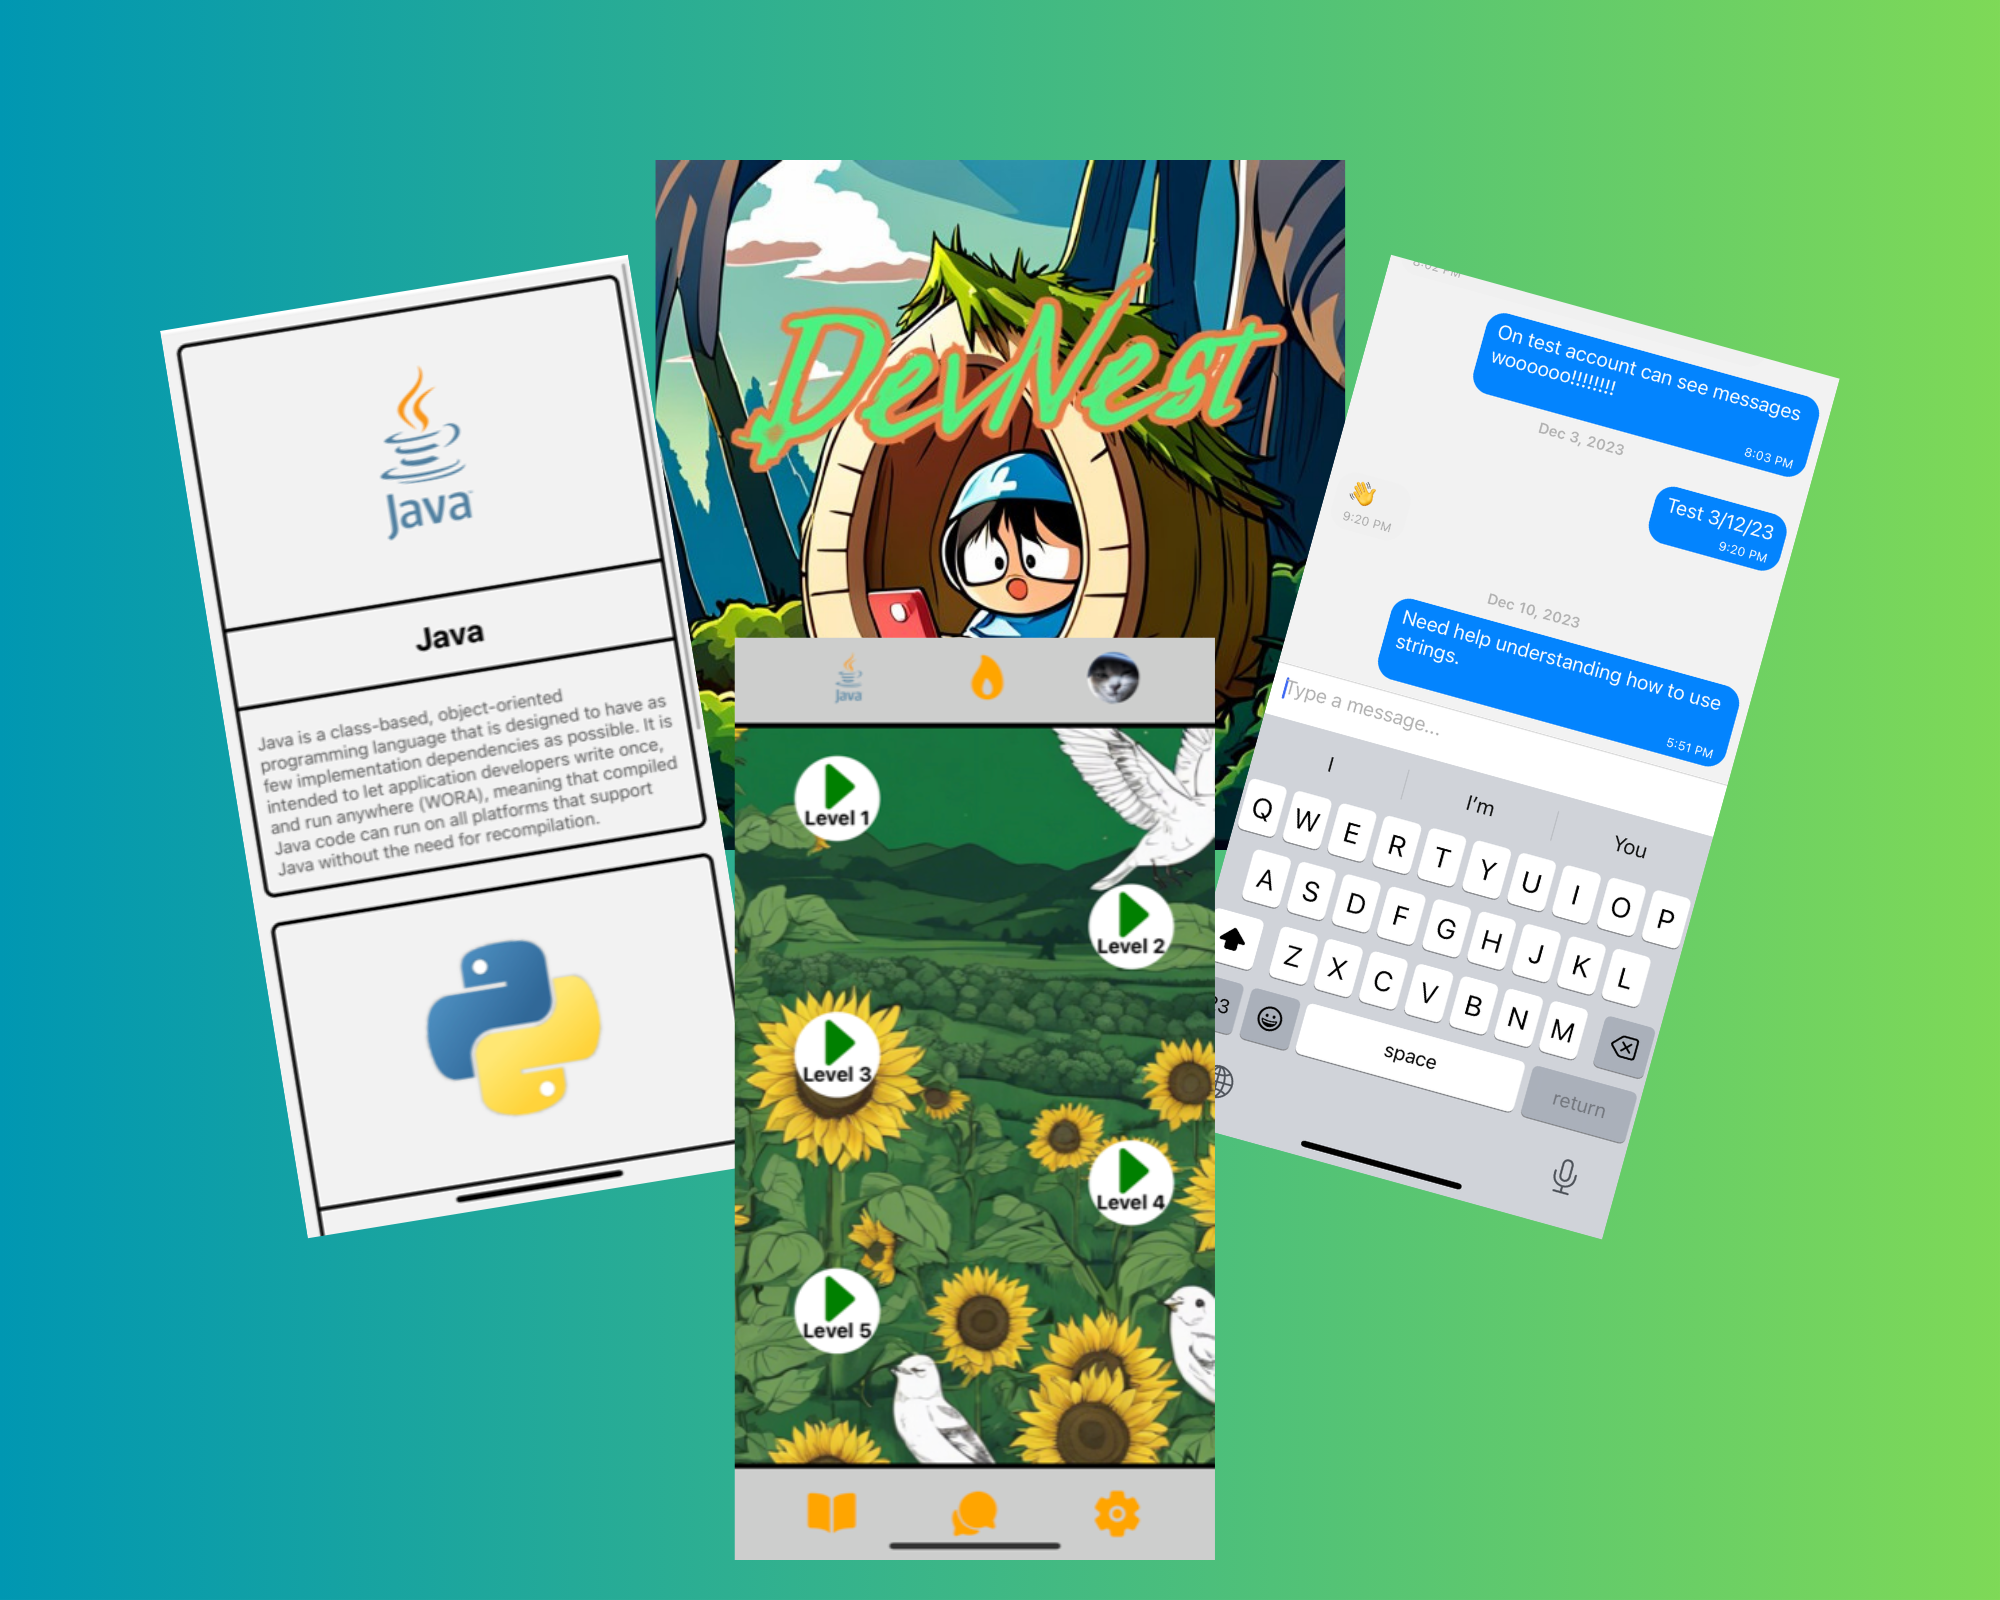 DevNest
Java
Java
Java is a class-based, object-oriented
programming language that is designed to have as
few implementation dependencies as possible. It is
intended to let application developers write once,
and run anywhere (WORA), meaning that compiled
Java code can run on all platforms that support
Java without the need for recompilation.
Java
Level 1
Level 2
Level 3
Level 4
Level 5
8:02 PM
On test account can see messages
woooooo!!!!!!!!
8:03 PM
Dec 3, 2023
👋
9:20 PM
Test 3/12/23
9:20 PM
Dec 10, 2023
Need help understanding how to use
strings.
5:51 PM
Type a message...
I
I'm
You
Q W E R T Y U I O P
A S D F G H J K L
Z X C V B N M
space
return